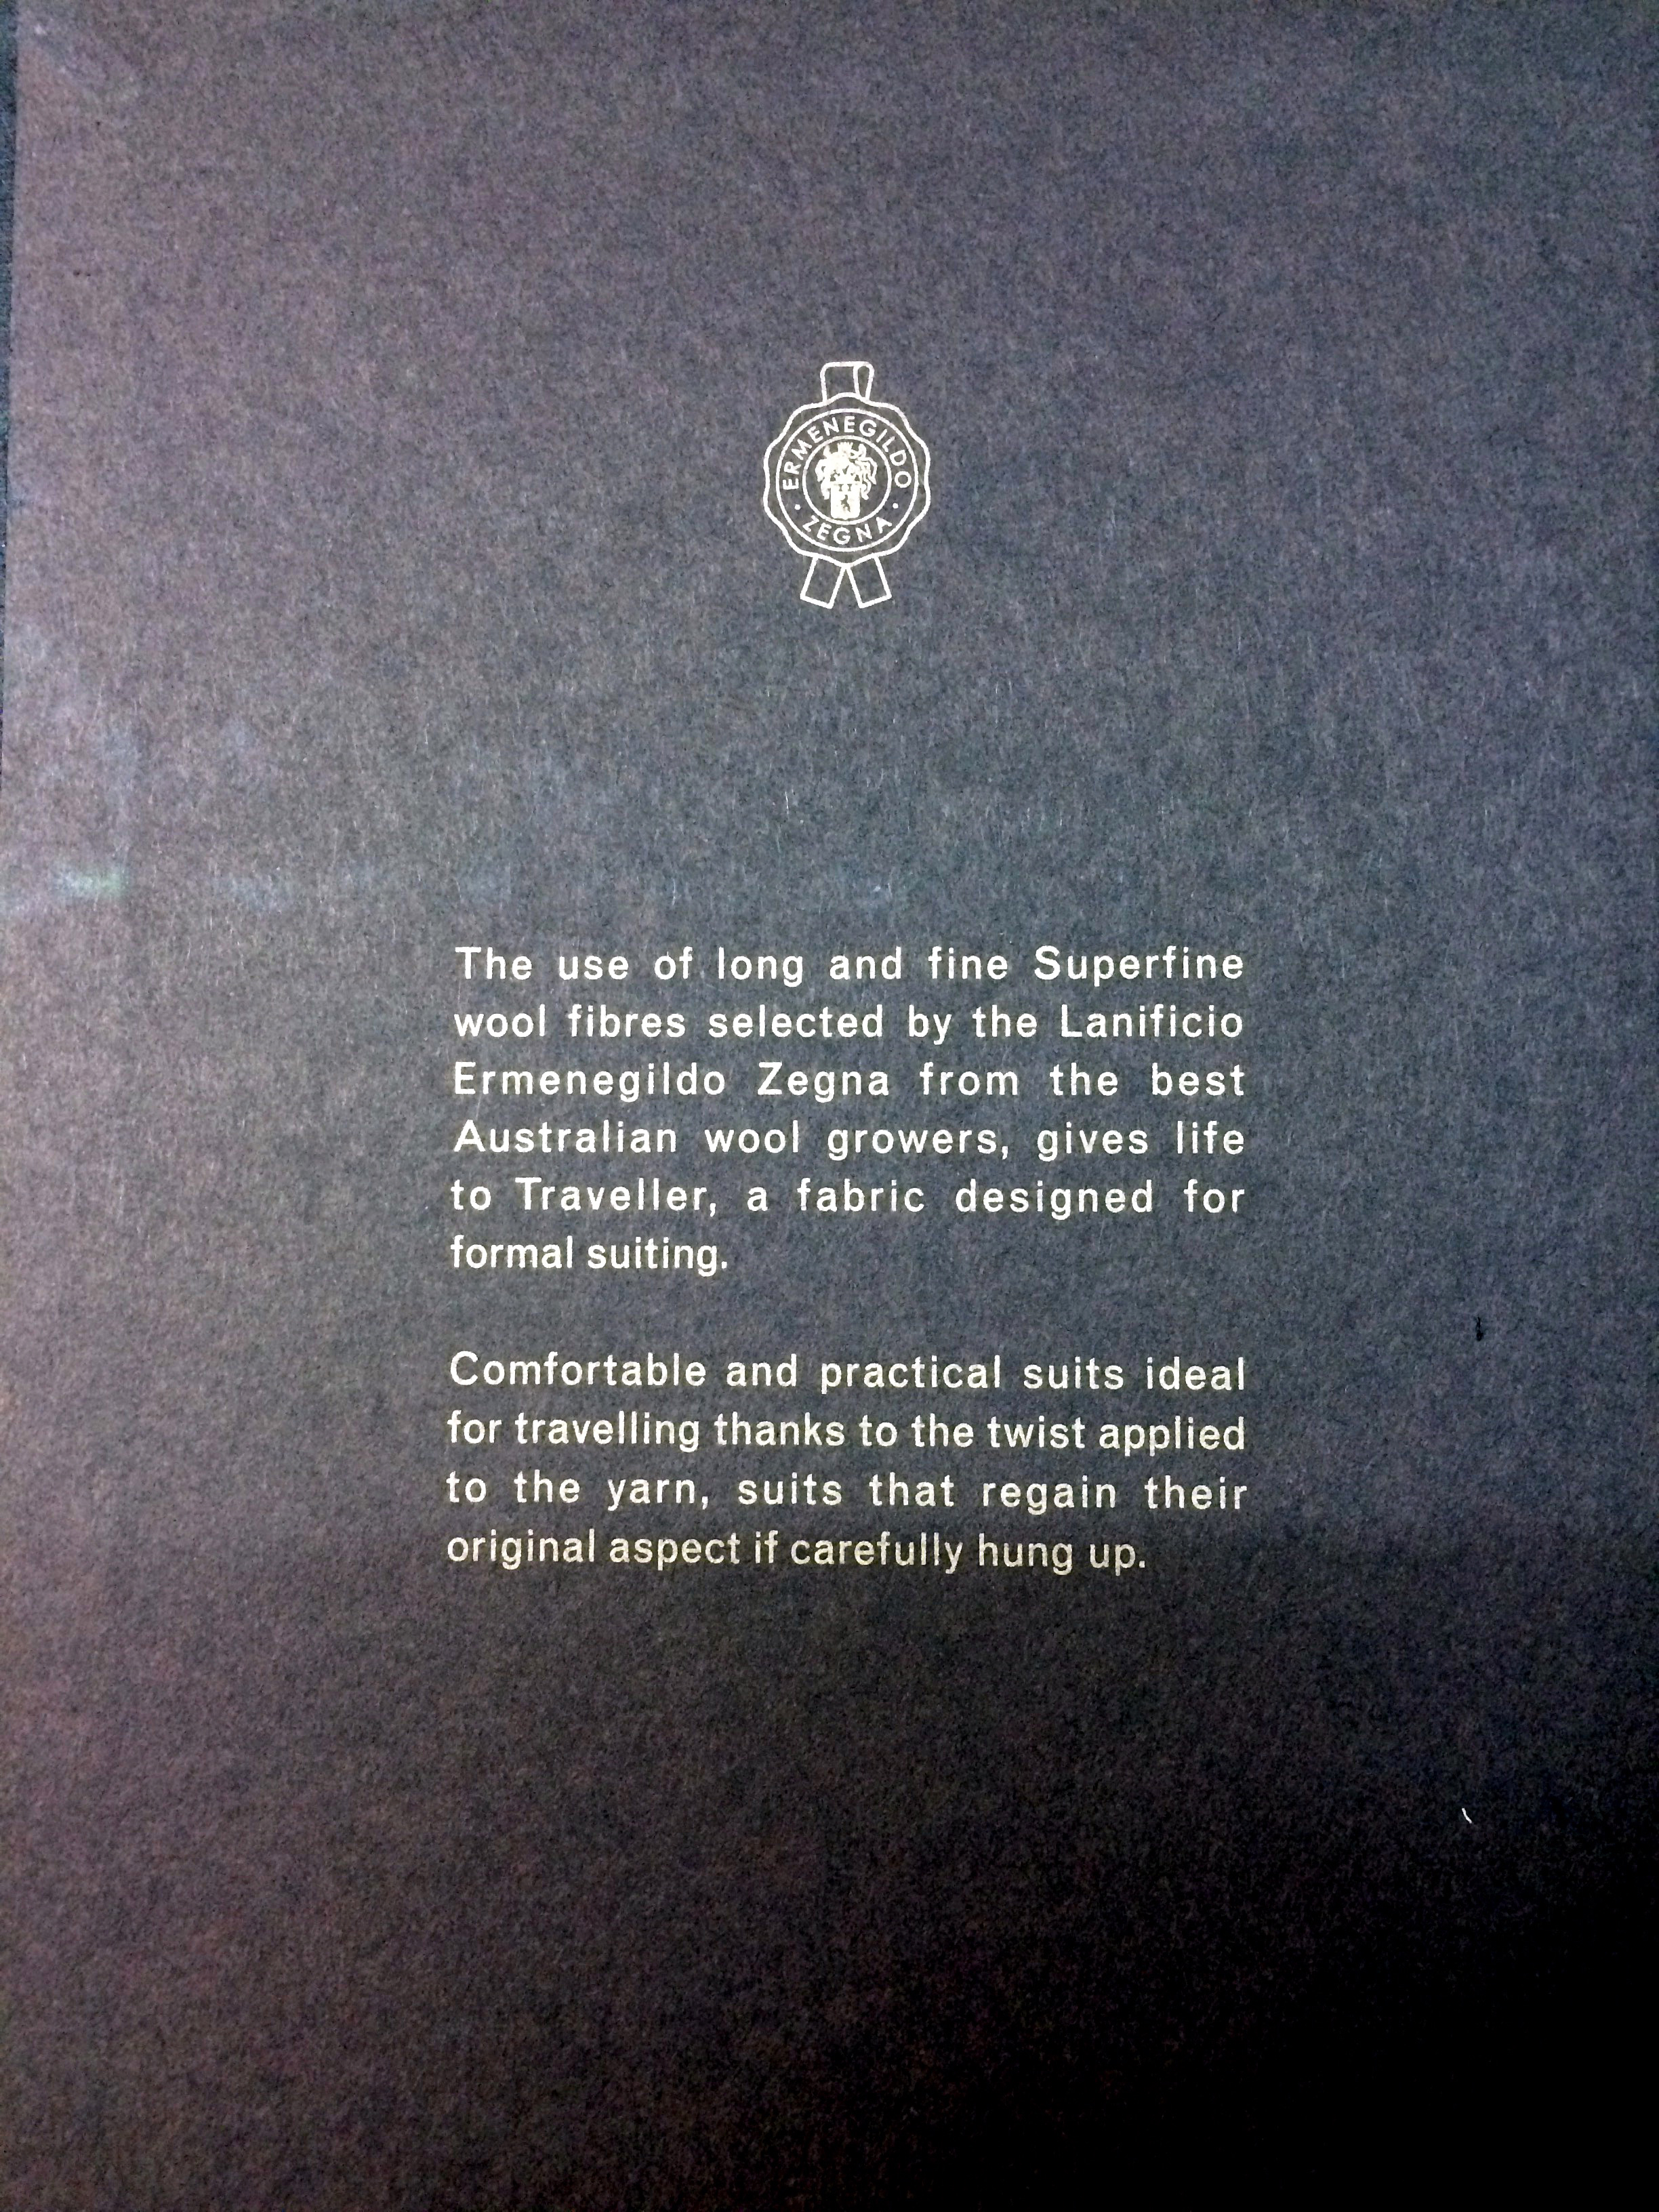 ERMENEGILDO
ZEGNA
The use of long and fine Superfine
wool fibres selected by the Lanificio
Ermenegildo Zegna from the best
Australian wool growers, gives life
to Traveller, a fabric designed for
formal suiting.
Comfortable and practical suits ideal
for travelling thanks to the twist applied
to the yarn, suits that regain their
original aspect if carefully hung up.